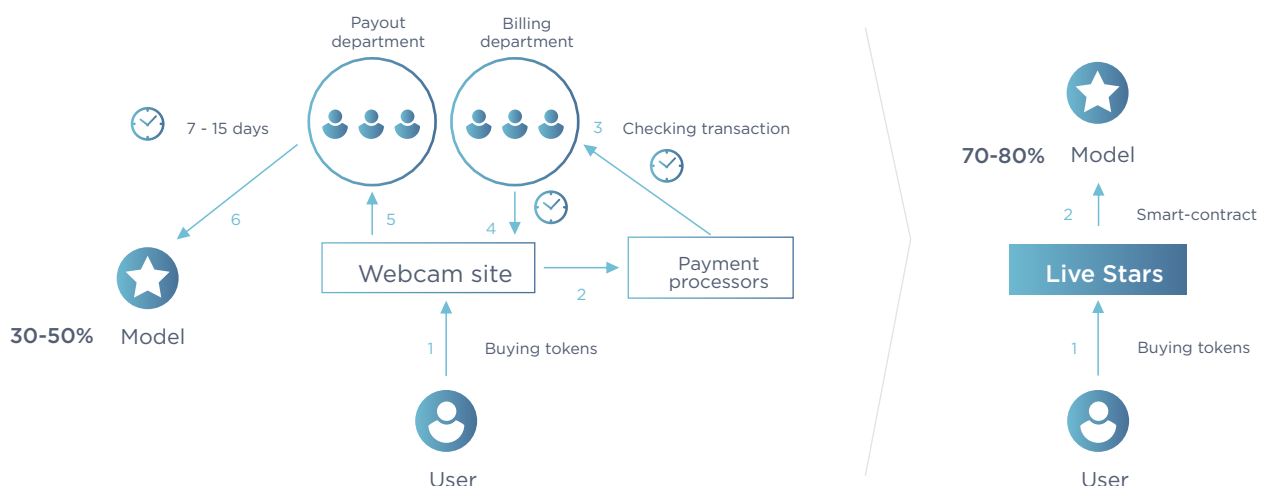 Payout
department
Billing
department
7 - 15 days
3
Checking transaction
6
5
4
Webcam site
2
Payment
processors
30-50%
Model
1
Buying tokens
User
70-80%
Model
2
Smart-contract
Live Stars
1
Buying tokens
User